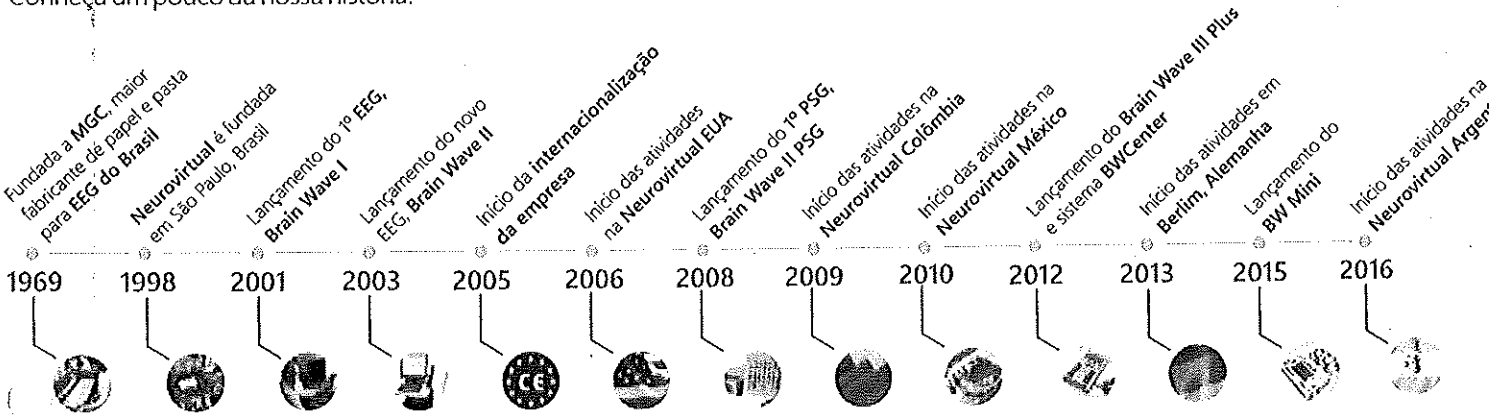 Conheça um pouco da nossa história:
Fundada a MGC, maior
fabricante de papel e pasta
para EEG do Brasil
1969
Neurovirtual é fundada
em São Paulo, Brasil
1998
Lançamento do 1º EEG,
Brain Wave I
2001
Lançamento do novo
EEG, Brain Wave II
2003
Início da internacionalização
da empresa
2005
CE
Início das atividades
na Neurovirtual EUA
2006
Lançamento do 1º PSG,
Brain Wave II PSG
2008
Início das atividades na
Neurovirtual Colômbia
2009
Início das atividades na
Neurovirtual México
2010
Lançamento do Brain Wave III Plus
e sistema BWCenter
2012
Início das atividades em
Berlim, Alemanha
2013
Lançamento do
BW Mini
2015
Início das atividades na
Neurovirtual Argen
2016